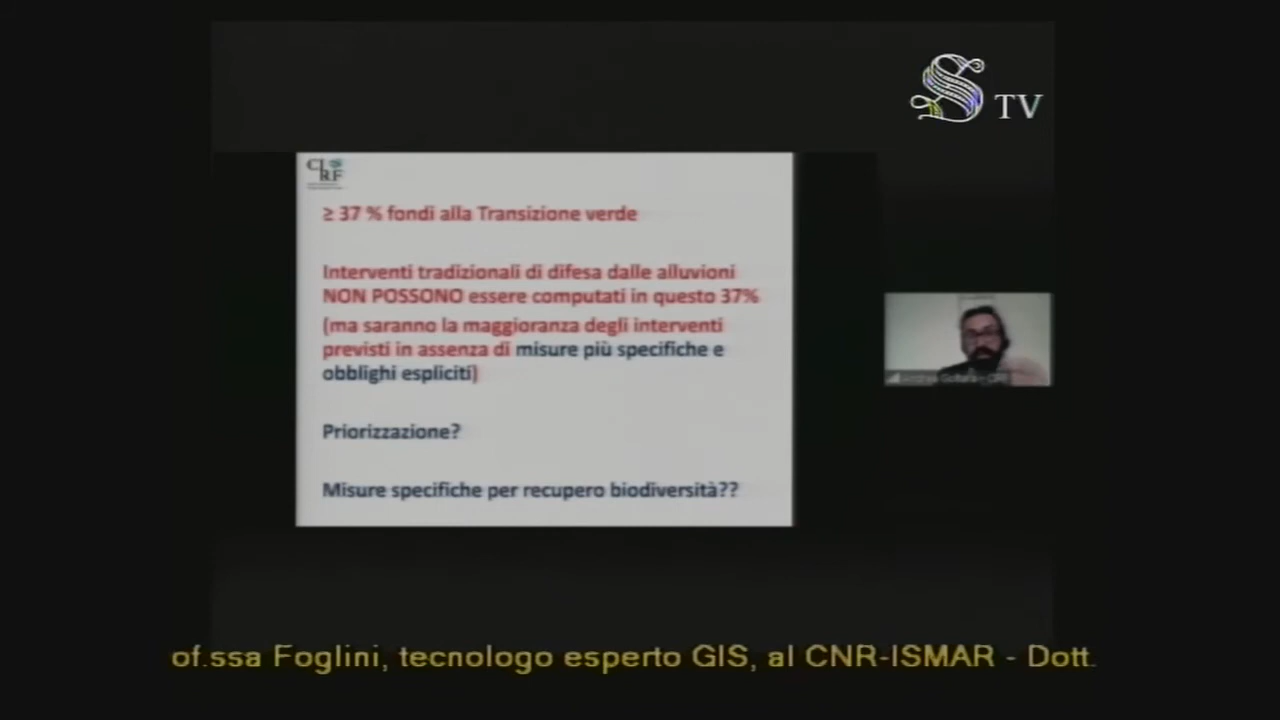 S TV
CIRF
≥ 37 % fondi alla Transizione verde
Interventi tradizionali di difesa dalle alluvioni
NON POSSONO essere computati in questo 37%
(ma saranno la maggioranza degli interventi
previsti in assenza di misure più specifiche e
obblighi espliciti)
Priorizzazione?
Misure specifiche per recupero biodiversità??
of.ssa Foglini, tecnologo esperto GIS, al CNR-ISMAR - Dott.